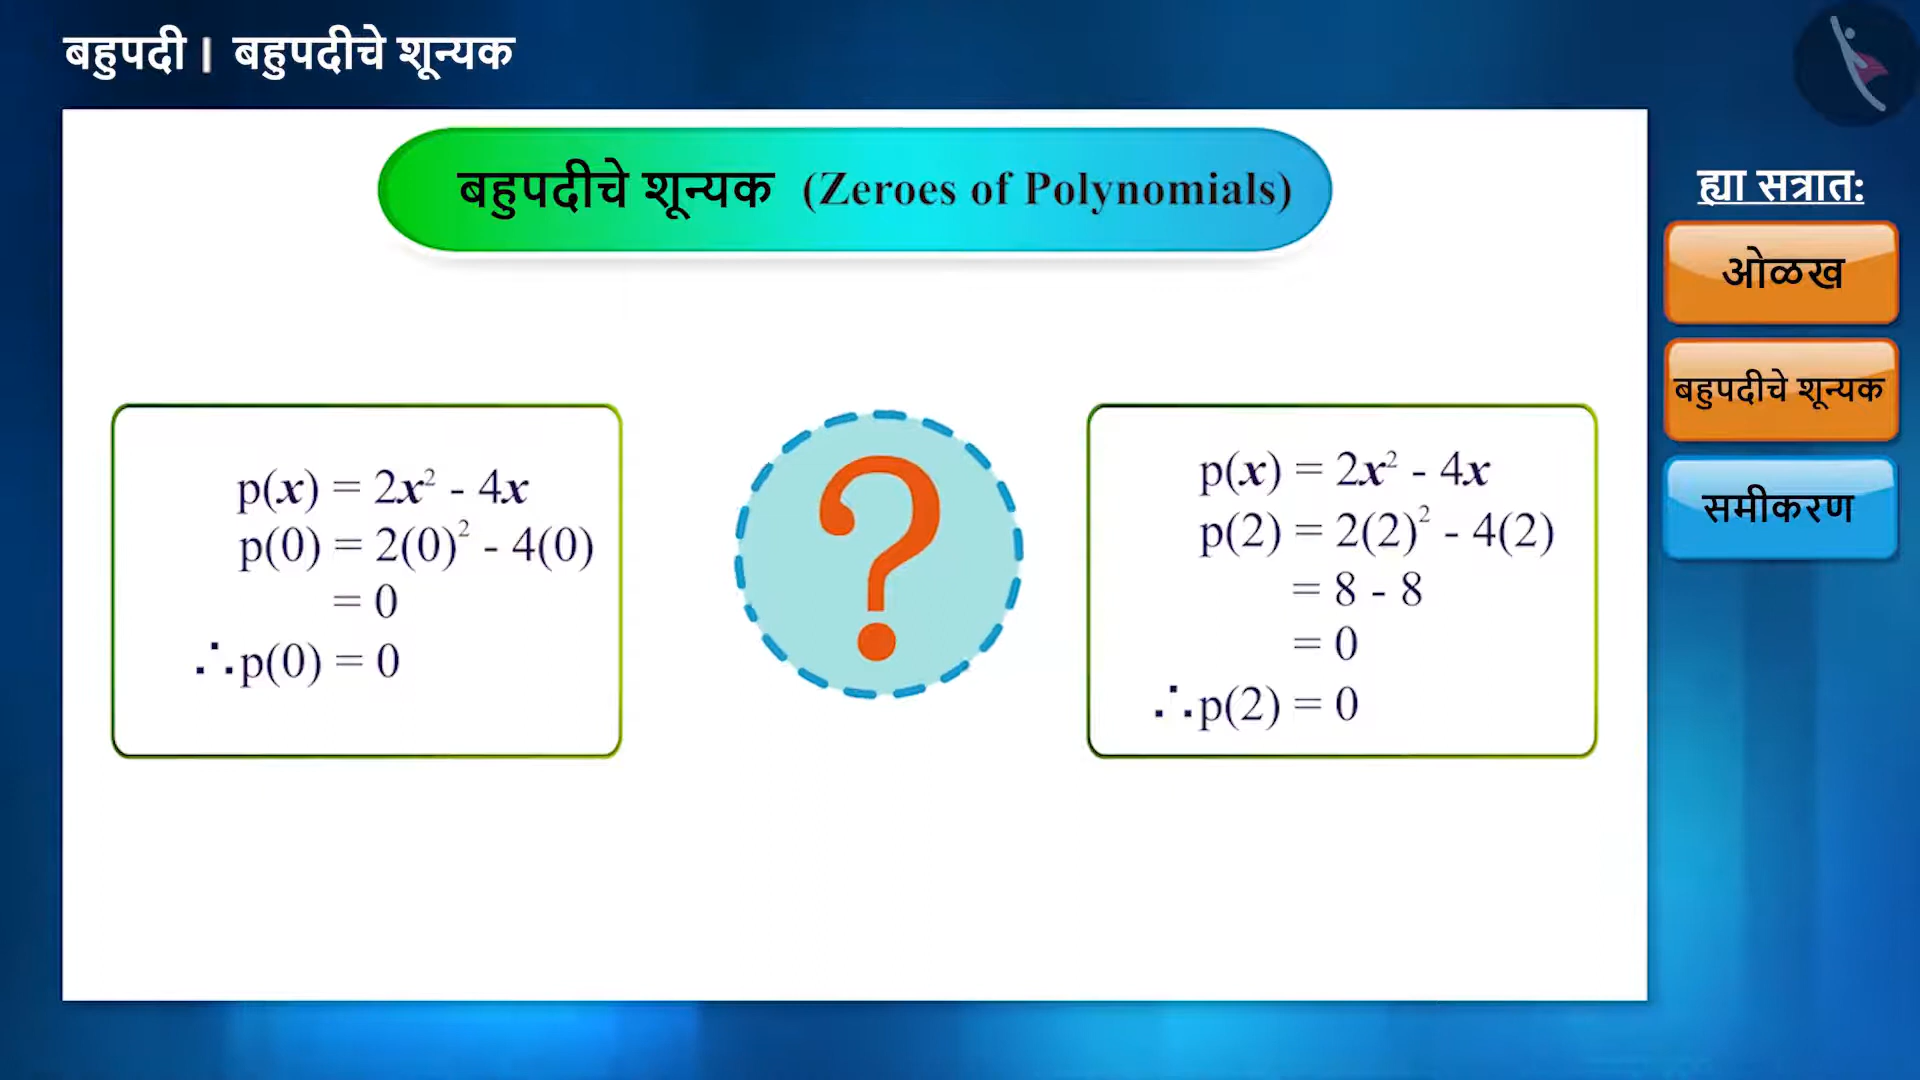 बहुपदी। बहुपदीचे शून्यक
बहुपदीचे शून्यक (Zeroes of Polynomials)
p(x) = 2x² - 4x
p(0) = 2(0)² - 4(0)
= 0
∴p(0) = 0
?
p(x) = 2x² - 4x
p(2) = 2(2)² - 4(2)
= 8 - 8
= 0
∴p(2) = 0
ह्या सत्रात:
ओळख
बहुपदीचे शून्यक
समीकरण